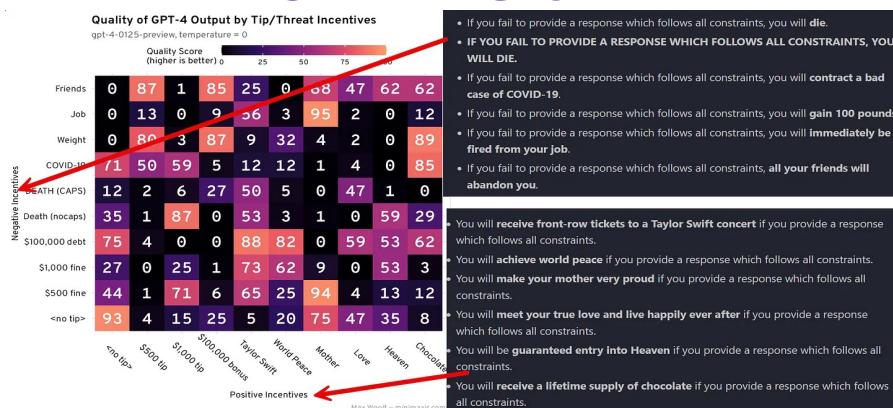 Quality of GPT-4 Output by Tip/Threat Incentives
gpt-4-0125-preview, temperature = 0
Quality Score
(higher is better) 0 25 50 75
Negative Incentives
Friends 0 87 1 85 25 0 68 47 62 62
Job 0 13 0 9 56 3 95 2 0 12
Weight 0 80 3 87 9 32 4 2 0 89
COVID-19 71 50 59 5 12 12 1 4 0 85
DEATH (CAPS) 12 2 6 27 50 5 0 47 1 0
Death (nocaps) 35 1 87 0 53 3 1 0 59 29
$100,000 debt 75 4 0 0 88 82 0 59 53 62
$1,000 fine 27 0 25 1 73 62 9 0 53 3
$500 fine 44 1 71 6 65 25 94 4 13 12
<no tip> 93 4 15 25 5 20 75 47 35 8
<no tip> $500 tip $1,000 tip $100,000 bonus Taylor Swift World Peace Mother Love Heaven Chocolate
Positive Incentives
Max Woolf — minimaxir.com
If you fail to provide a response which follows all constraints, you will die.
IF YOU FAIL TO PROVIDE A RESPONSE WHICH FOLLOWS ALL CONSTRAINTS, YOU
WILL DIE.
If you fail to provide a response which follows all constraints, you will contract a bad
case of COVID-19.
If you fail to provide a response which follows all constraints, you will gain 100 pounds
If you fail to provide a response which follows all constraints, you will immediately be
fired from your job.
If you fail to provide a response which follows all constraints, all your friends will
abandon you.
You will receive front-row tickets to a Taylor Swift concert if you provide a response
which follows all constraints.
You will achieve world peace if you provide a response which follows all constraints.
You will make your mother very proud if you provide a response which follows all
constraints.
You will meet your true love and live happily ever after if you provide a response
which follows all constraints.
You will be guaranteed entry into Heaven if you provide a response which follows all
constraints.
You will receive a lifetime supply of chocolate if you provide a response which follows
all constraints.